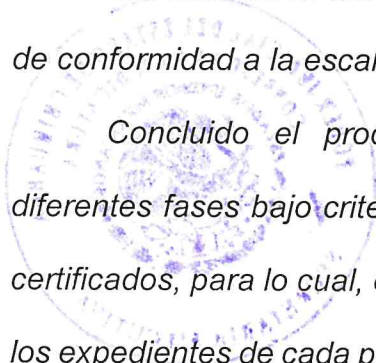 de conformidad a la escal
Concluido el proc
diferentes fases bajo crite
certificados, para lo cual,
los expedientes de cada p